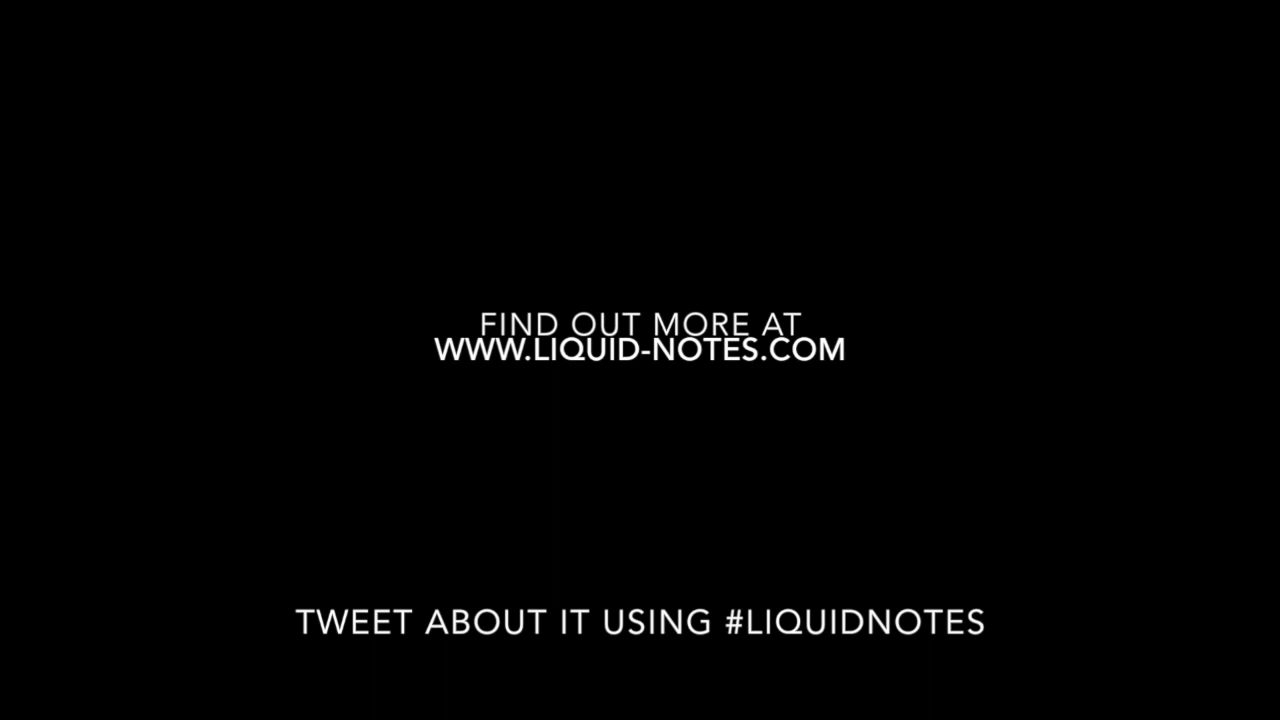 FIND OUT MORE AT
WWW.LIQUID-NOTES.COM
TWEET ABOUT IT USING #LIQUIDNOTES